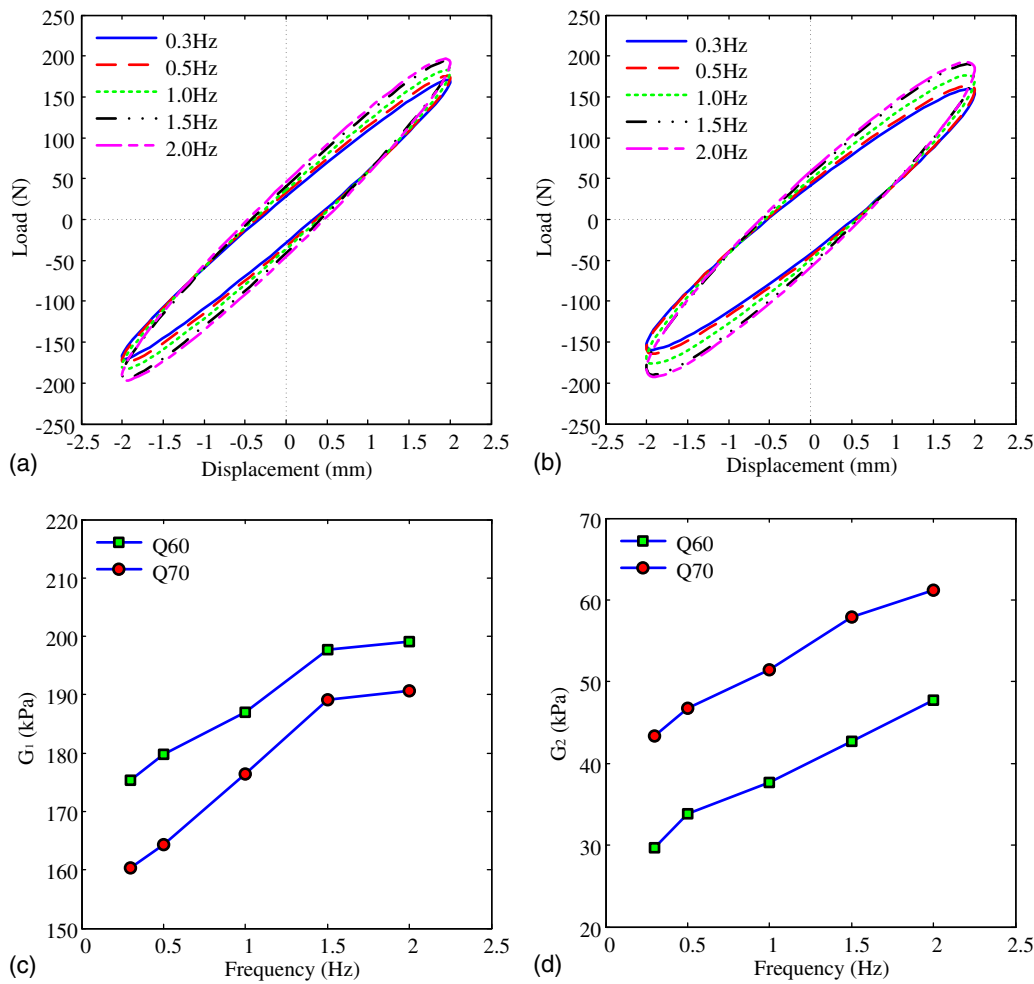 250
200
150
100
50
0
-50
-100
-150
-200
-250
Load (N)
0.3Hz
0.5Hz
1.0Hz
1.5Hz
2.0Hz
-2.5 -2 -1.5 -1 -0.5 0 0.5 1 1.5 2 2.5
Displacement (mm)
(a)
250
200
150
100
50
0
-50
-100
-150
-200
-250
Load (N)
0.3Hz
0.5Hz
1.0Hz
1.5Hz
2.0Hz
-2.5 -2 -1.5 -1 -0.5 0 0.5 1 1.5 2 2.5
Displacement (mm)
(b)
220
210
200
190
180
170
160
150
G1 (kPa)
Q60
Q70
0 0.5 1 1.5 2 2.5
Frequency (Hz)
(c)
70
60
50
40
30
20
G2 (kPa)
Q60
Q70
0 0.5 1 1.5 2 2.5
Frequency (Hz)
(d)